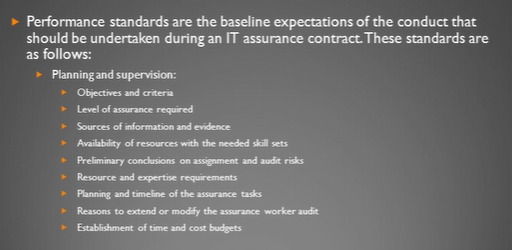 Performance standards are the baseline expectations of the conduct that
should be undertaken during an IT assurance contract. These standards are
as follows:
Planning and supervision:
Objectives and criteria
Level of assurance required
Sources of information and evidence
Availability of resources with the needed skill sets
Preliminary conclusions on assignment and audit risks
Resource and expertise requirements
Planning and timeline of the assurance tasks
Reasons to extend or modify the assurance worker audit
Establishment of time and cost budgets